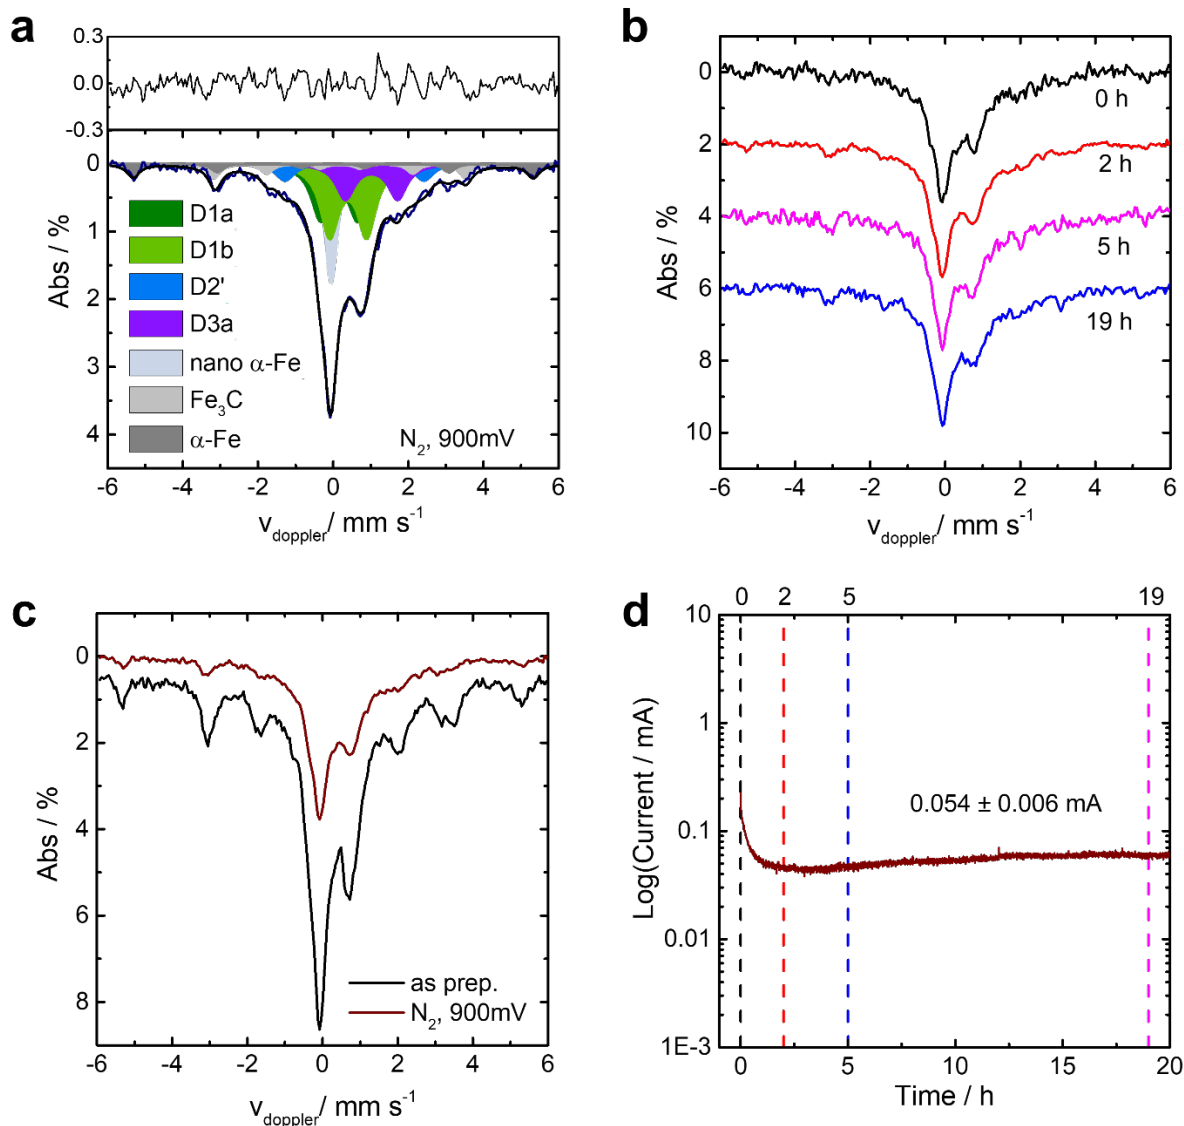 a
0.3
0.0
-0.3
0
1
2
3
4
Abs / %
D1a
D1b
D2'
D3a
nano α-Fe
Fe₃C
α-Fe
N₂, 900mV
-6 -4 -2 0 2 4 6
v_doppler / mm s⁻¹
b
0
2
4
6
8
10
Abs / %
0 h
2 h
5 h
19 h
-6 -4 -2 0 2 4 6
v_doppler / mm s⁻¹
c
0
2
4
6
8
Abs / %
as prep.
N₂, 900mV
-6 -4 -2 0 2 4 6
v_doppler / mm s⁻¹
d
0 2 5 19
10
1
0.1
0.01
1E-3
Log(Current / mA)
0.054 ± 0.006 mA
0 5 10 15 20
Time / h